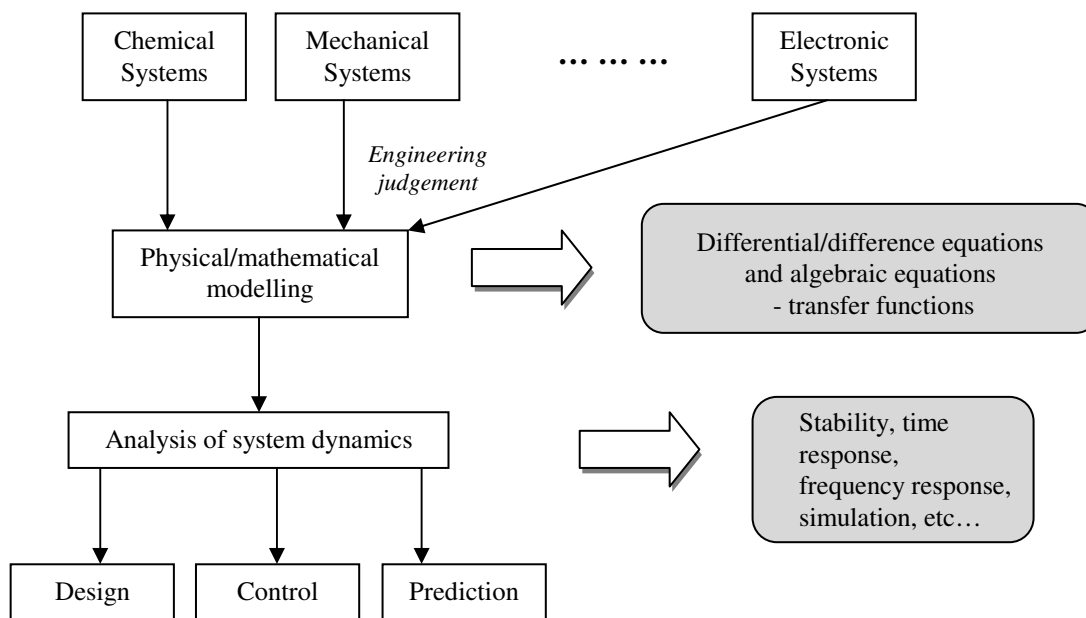 Chemical
Systems
Mechanical
Systems
… … …
Electronic
Systems
Engineering
judgement
Physical/mathematical
modelling
Differential/difference equations
and algebraic equations
- transfer functions
Analysis of system dynamics
Stability, time
response,
frequency response,
simulation, etc…
Design
Control
Prediction